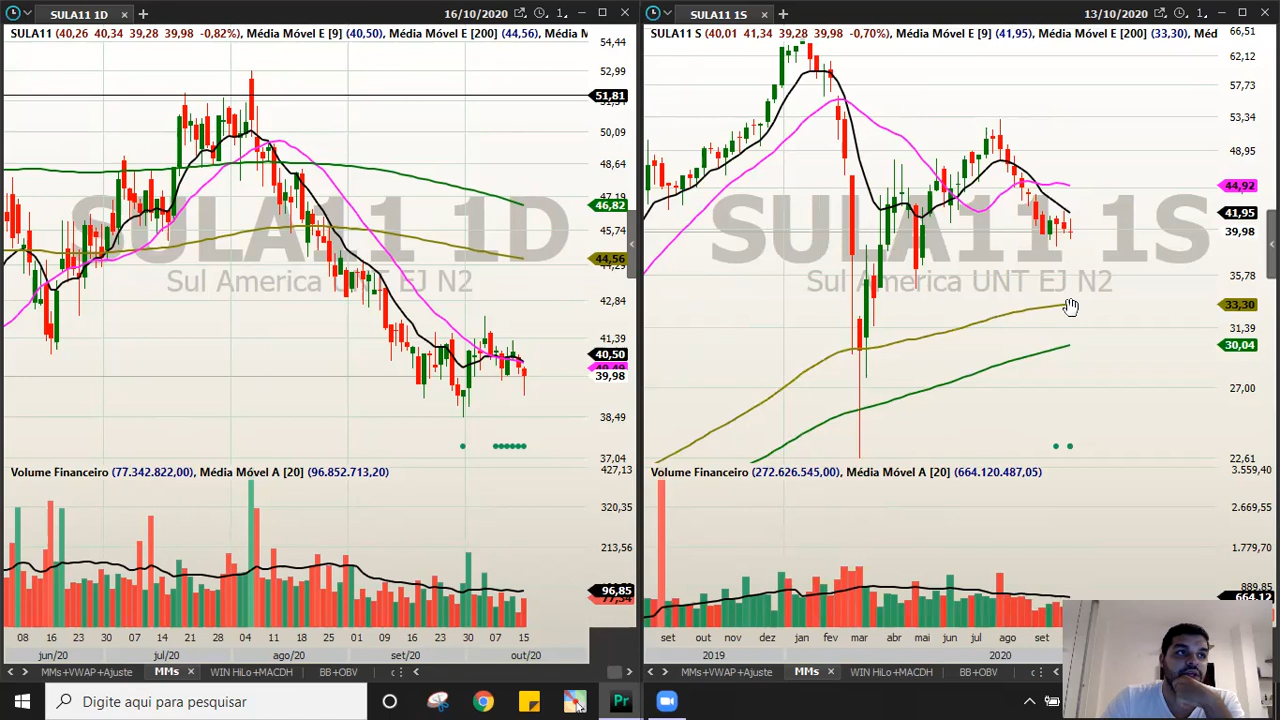 SULA11 1D
16/10/2020
1
SULA11 (40,26 40,34 39,28 39,98 -0,82%), Média Móvel E [9] (40,50), Média Móvel E [200] (44,56), Média M
54,44
52,99
51,81
50,09
48,64
47,19
46,82
45,74
44,56
42,84
41,39
40,50
39,98
38,49
37,04
SULA11 1D
Sul America UNT EJ N2
Volume Financeiro (77.342.822,00), Média Móvel A [20] (96.852.713,20)
427,13
320,35
213,56
96,85
08 16 23 30 07 14 21 28 04 11 18 25 01 09 16 23 30 07 15
jun/20 jul/20 ago/20 set/20 out/20
MMs+VWAP+Ajuste MMs WIN HiLo+MACDH BB+OBV
SULA11 1S
13/10/2020
1
SULA11 S (40,01 41,34 39,28 39,98 -0,70%), Média Móvel E [9] (41,95), Média Móvel E [200] (33,30), Méd
66,51
62,12
57,73
53,34
48,95
44,92
41,95
39,98
35,78
33,30
31,39
30,04
27,00
22,61
SULA11 1S
Sul America UNT EJ N2
Volume Financeiro (272.626.545,00), Média Móvel A [20] (664.120.487,05)
3.559,40
2.669,55
1.779,70
889,85
664,12
set out nov dez jan fev mar abr mai jun jul ago set
2019 2020
MMs+VWAP+Ajuste MMs WIN HiLo+MACDH BB+OBV
Digite aqui para pesquisar
Pr